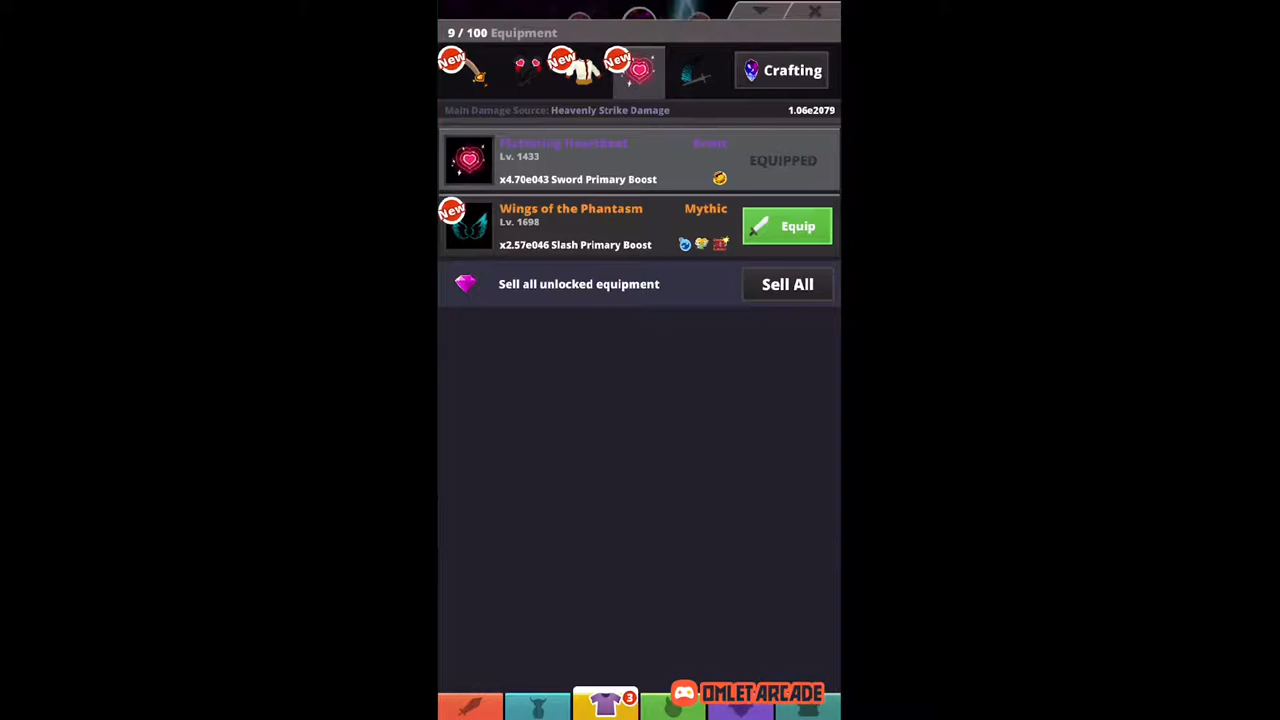 9 / 100 Equipment
New
New
New
Crafting
Main Damage Source: Heavenly Strike Damage
1.06e2079
Fluttering Heartbeat
Lv. 1433
EQUIPPED
x4.70e043 Sword Primary Boost
New
Wings of the Phantasm
Mythic
Lv. 1698
Equip
x2.57e046 Slash Primary Boost
Sell all unlocked equipment
Sell All
3
OMLET ARCADE